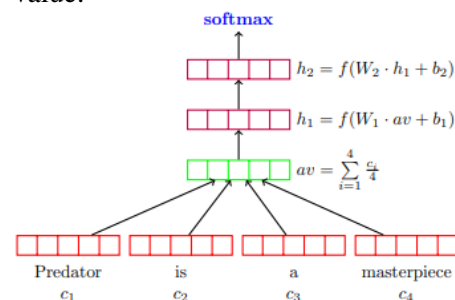 value.
softmax
h₂ = f(W₂ · h₁ + b₂)
h₁ = f(W₁ · av + b₁)
av = ∑_{i=1}^{4} c_i/4
Predator is a masterpiece
c₁ c₂ c₃ c₄